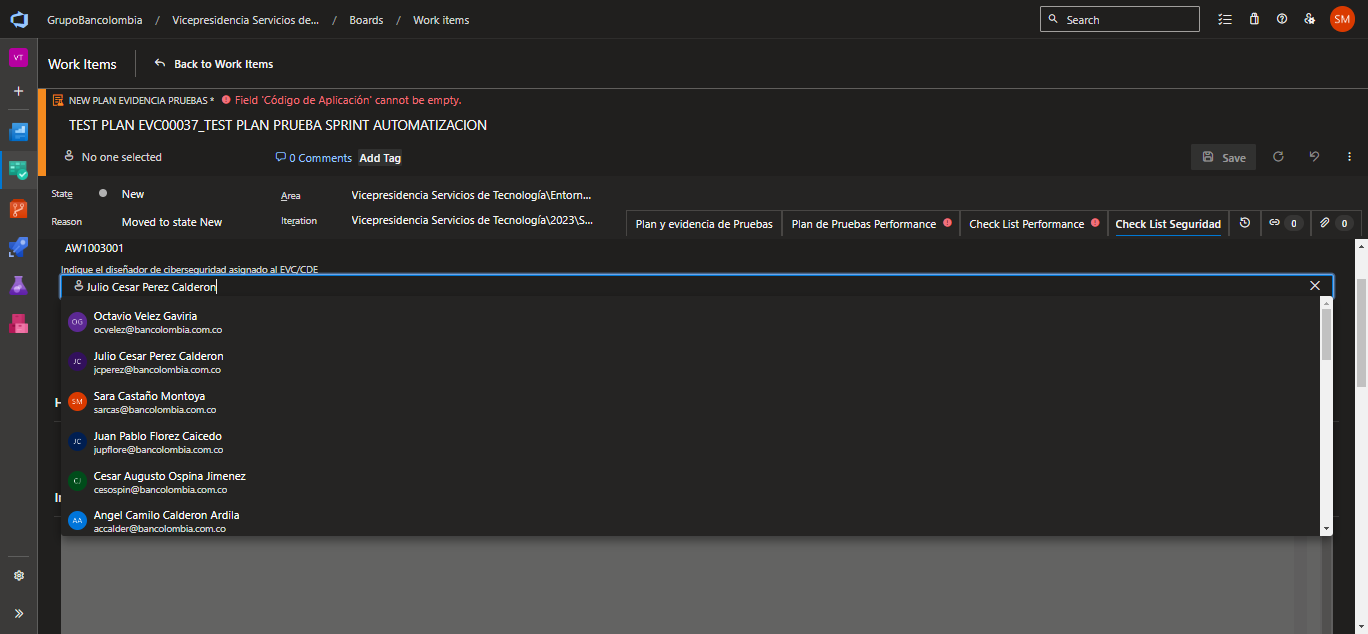 GrupoBancolombia / Vicepresidencia Servicios de... / Boards / Work items
Search
SM
VT
Work Items
Back to Work Items
NEW PLAN EVIDENCIA PRUEBAS * Field 'Código de Aplicación' cannot be empty.
TEST PLAN EVC00037_TEST PLAN PRUEBA SPRINT AUTOMATIZACION
No one selected
0 Comments
Add Tag
Save
State
New
Area
Vicepresidencia Servicios de Tecnología\Entorn...
Reason
Moved to state New
Iteration
Vicepresidencia Servicios de Tecnología\2023\S...
Plan y evidencia de Pruebas
Plan de Pruebas Performance
Check List Performance
Check List Seguridad
0
0
AW1003001
Indique el diseñador de ciberseguridad asignado al EVC/CDE
Julio Cesar Perez Calderon
OG
Octavio Velez Gaviria
ocvelez@bancolombia.com.co
JC
Julio Cesar Perez Calderon
jcperez@bancolombia.com.co
SM
Sara Castaño Montoya
sarcas@bancolombia.com.co
JC
Juan Pablo Florez Caicedo
jupflore@bancolombia.com.co
CJ
Cesar Augusto Ospina Jimenez
cesospin@bancolombia.com.co
AA
Angel Camilo Calderon Ardila
accalder@bancolombia.com.co